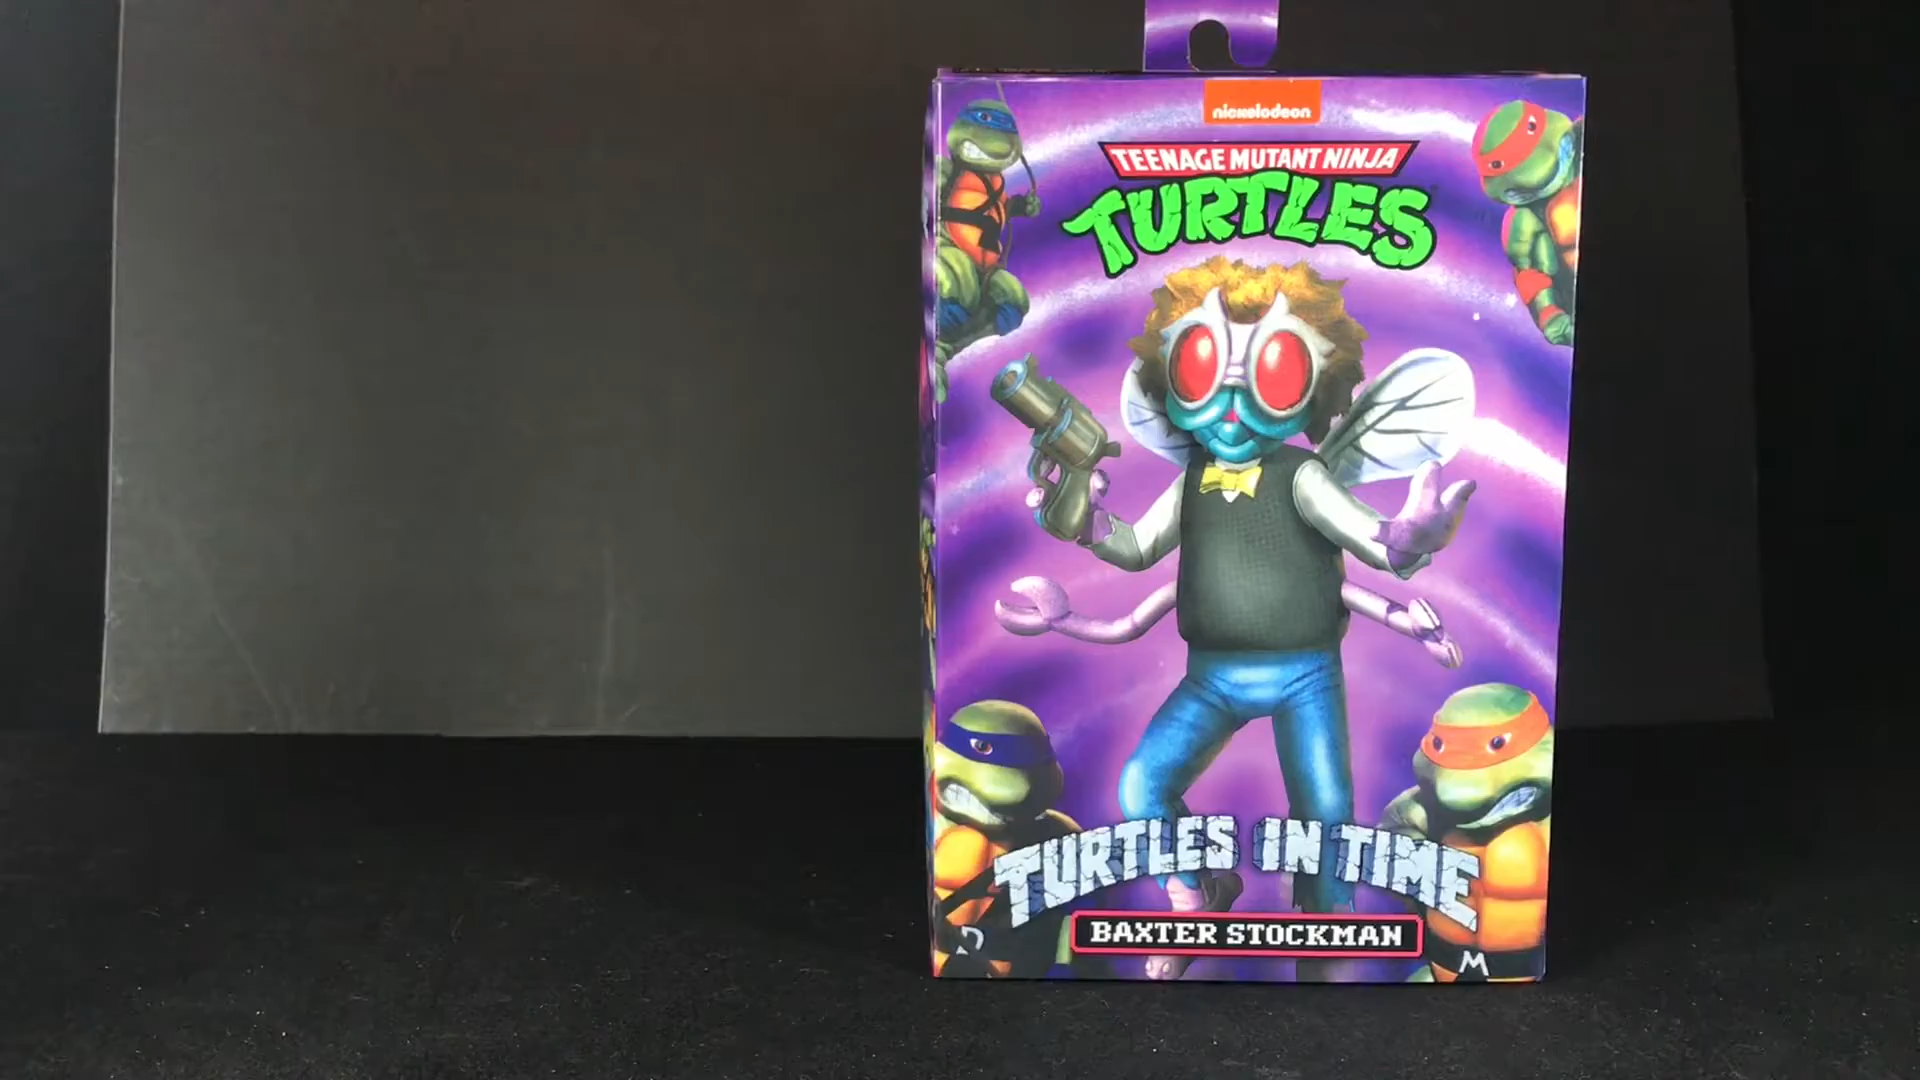 nickelodeon
TEENAGE MUTANT NINJA
TURTLES
TURTLES IN TIME
BAXTER STOCKMAN
D
M